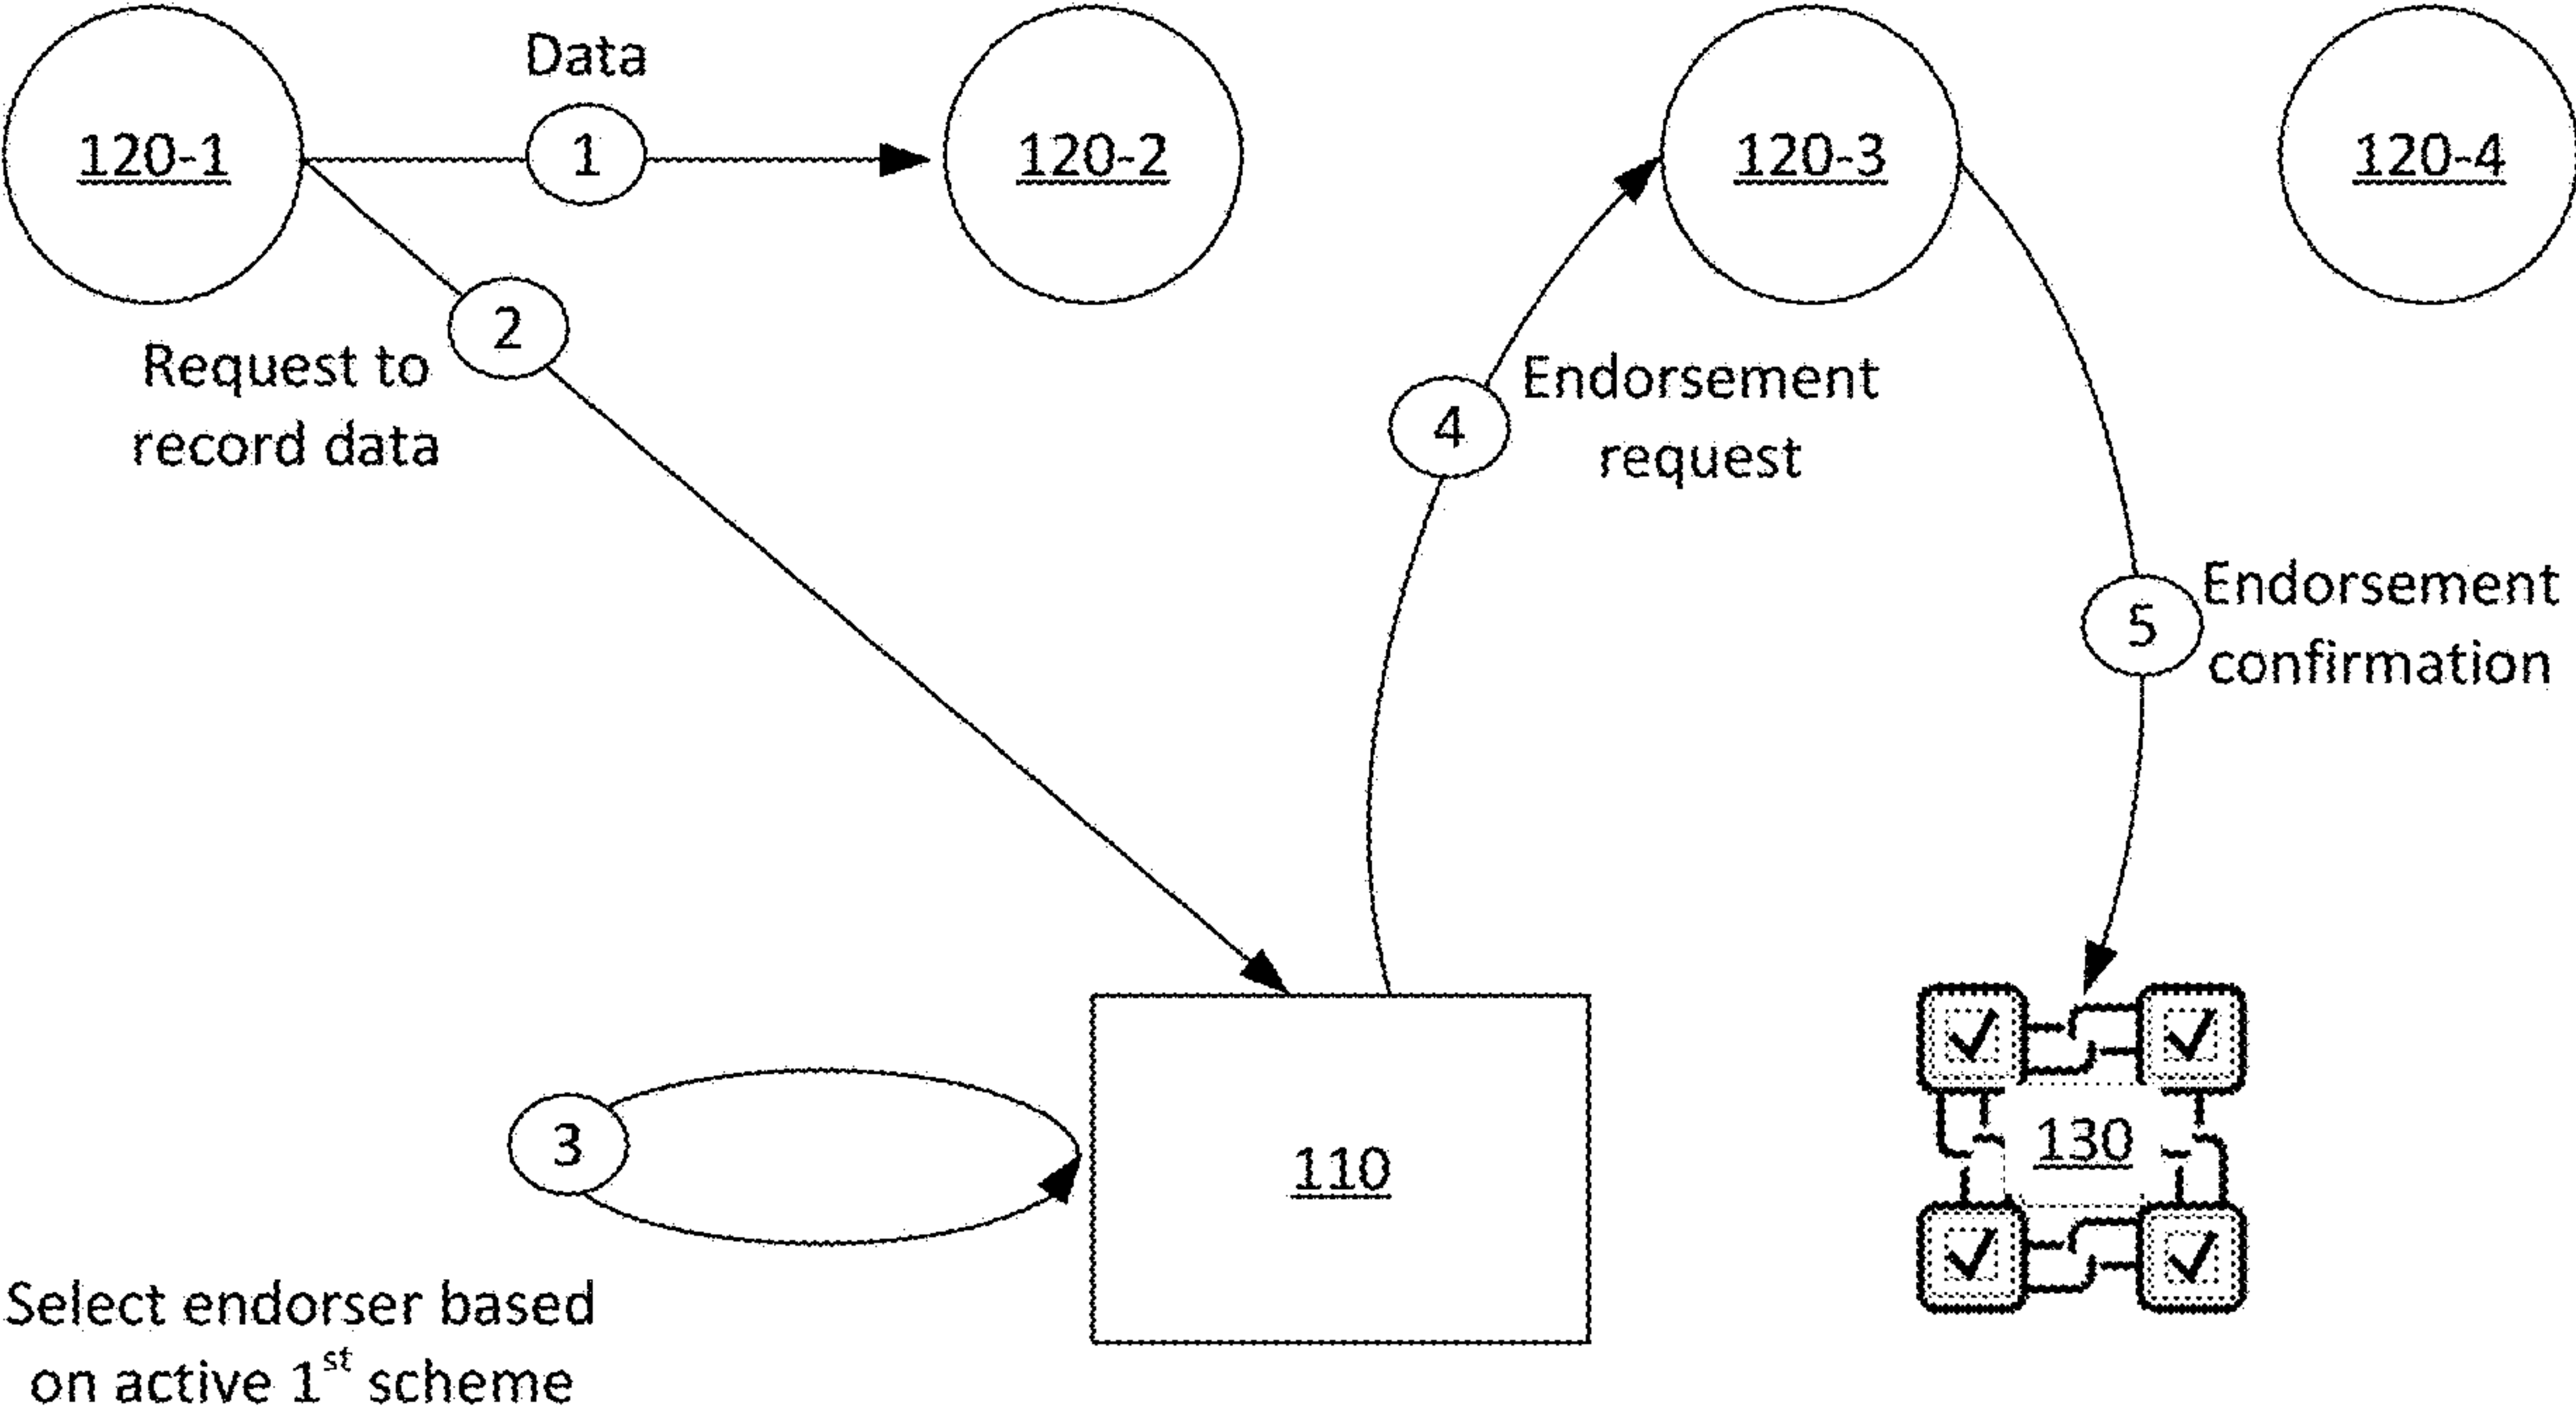 Data
120-1
1
120-2
120-3
120-4
2
Request to
record data
4
Endorsement
request
5
Endorsement
confirmation
3
110
130
Select endorser based
on active 1st scheme